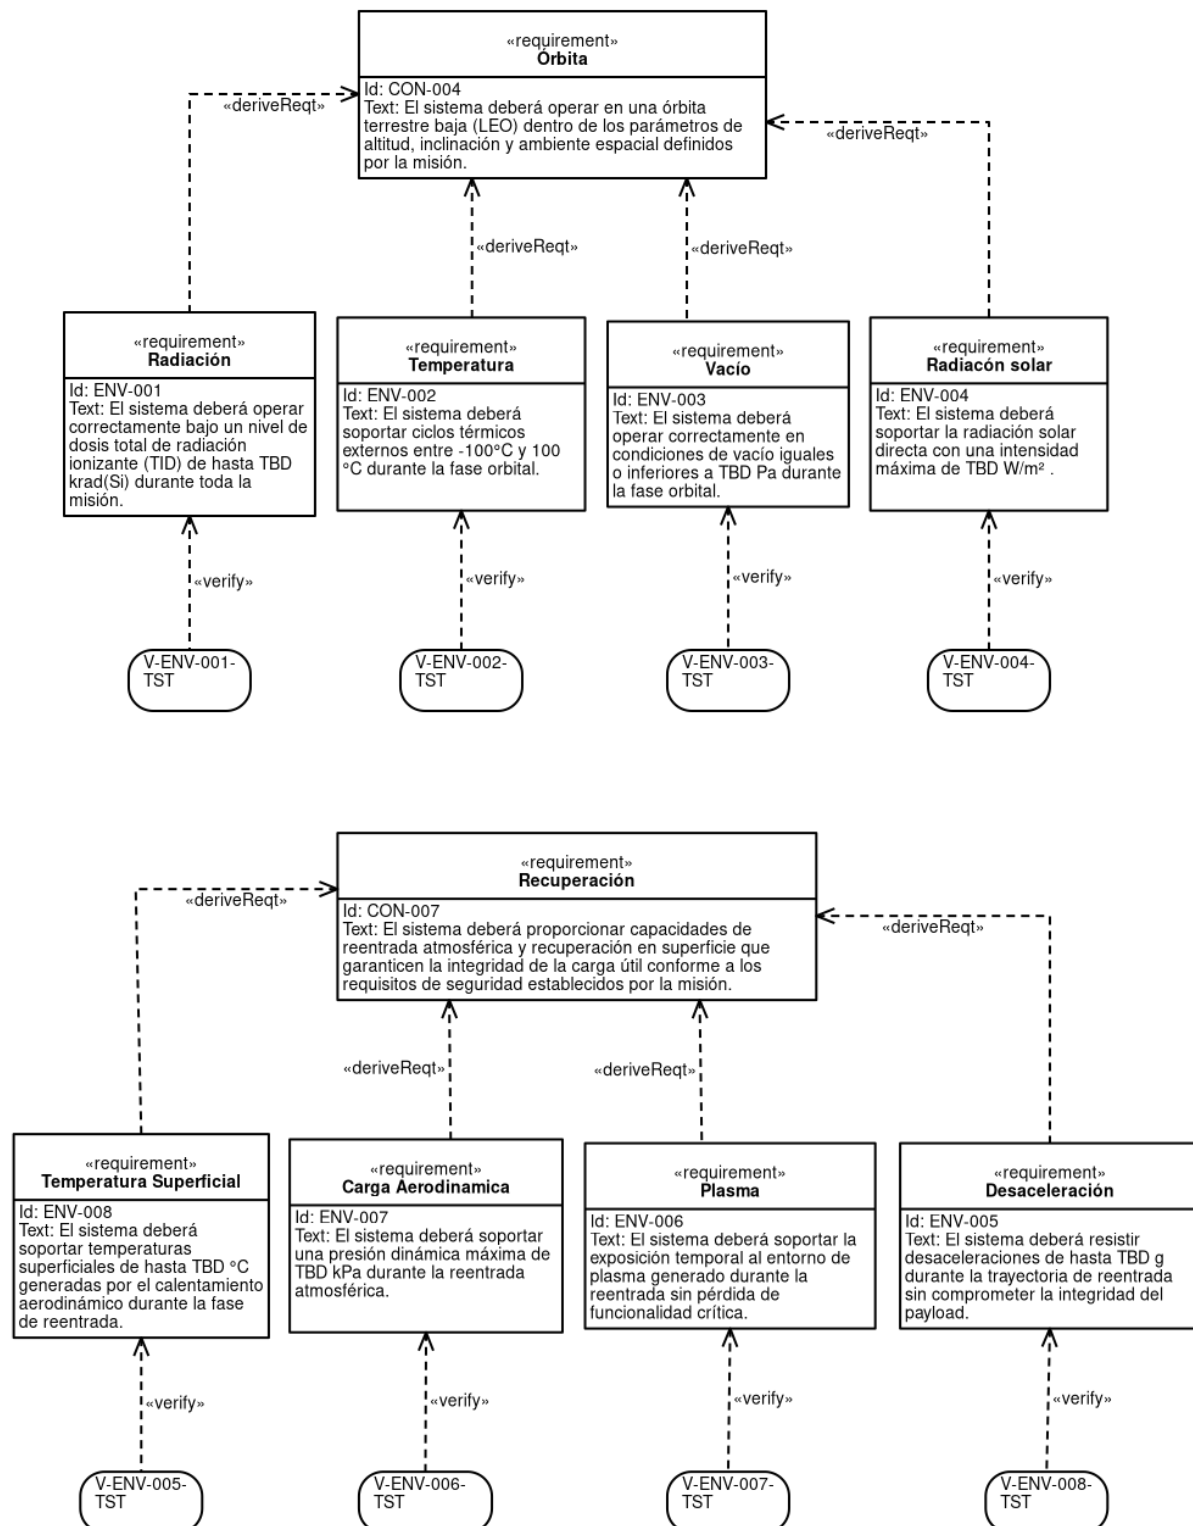 «requirement»
Órbita
Id: CON-004
Text: El sistema deberá operar en una órbita
terrestre baja (LEO) dentro de los parámetros de
altitud, inclinación y ambiente espacial definidos
por la misión.
«deriveReqt»
«deriveReqt»
«deriveReqt»
«deriveReqt»
«requirement»
Radiación
Id: ENV-001
Text: El sistema deberá operar
correctamente bajo un nivel de
dosis total de radiación
ionizante (TID) de hasta TBD
krad(Si) durante toda la
misión.
«requirement»
Temperatura
Id: ENV-002
Text: El sistema deberá
soportar ciclos térmicos
externos entre -100°C y 100
°C durante la fase orbital.
«requirement»
Vacío
Id: ENV-003
Text: El sistema deberá
operar correctamente en
condiciones de vacío iguales
o inferiores a TBD Pa durante
la fase orbital.
«requirement»
Radiacón solar
Id: ENV-004
Text: El sistema deberá
soportar la radiación solar
directa con una intensidad
máxima de TBD W/m² .
«verify»
«verify»
«verify»
«verify»
V-ENV-001-
TST
V-ENV-002-
TST
V-ENV-003-
TST
V-ENV-004-
TST
«requirement»
Recuperación
Id: CON-007
Text: El sistema deberá proporcionar capacidades de
reentrada atmosférica y recuperación en superficie que
garanticen la integridad de la carga útil conforme a los
requisitos de seguridad establecidos por la misión.
«deriveReqt»
«deriveReqt»
«deriveReqt»
«deriveReqt»
«requirement»
Temperatura Superficial
Id: ENV-008
Text: El sistema deberá
soportar temperaturas
superficiales de hasta TBD °C
generadas por el calentamiento
aerodinámico durante la fase
de reentrada.
«requirement»
Carga Aerodinamica
Id: ENV-007
Text: El sistema deberá soportar
una presión dinámica máxima de
TBD kPa durante la reentrada
atmosférica.
«requirement»
Plasma
Id: ENV-006
Text: El sistema deberá soportar la
exposición temporal al entorno de
plasma generado durante la
reentrada sin pérdida de
funcionalidad crítica.
«requirement»
Desaceleración
Id: ENV-005
Text: El sistema deberá resistir
desaceleraciones de hasta TBD g
durante la trayectoria de reentrada
sin comprometer la integridad del
payload.
«verify»
«verify»
«verify»
«verify»
V-ENV-005-
TST
V-ENV-006-
TST
V-ENV-007-
TST
V-ENV-008-
TST